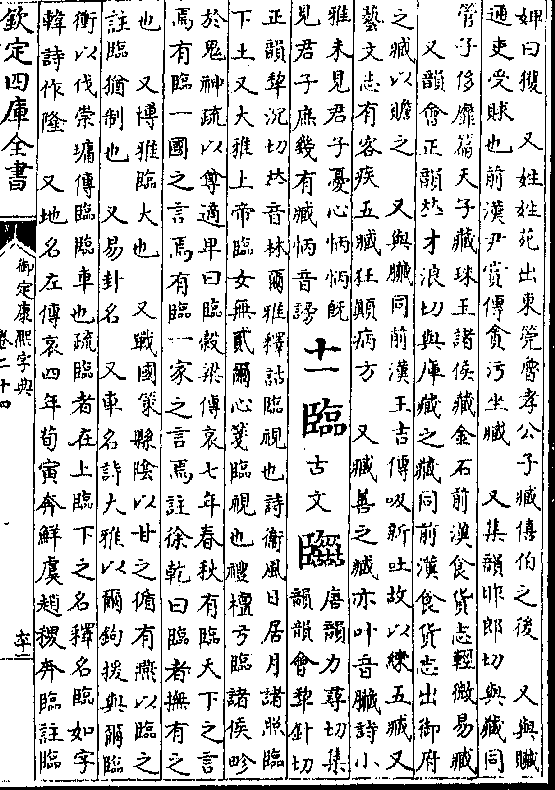 婢曰獲　又姓姓苑出東筦魯孝公子臧僖伯之後　又與贓
通吏受賕也前漢尹賞傳貪污坐臧　又集韻卽郎切與藏同
管子侈靡篇天子藏珠玉諸侯藏金石前漢食貨志輕微易臧
又韻會正韻𠀤才浪切與庫藏之藏同前漢食貨志出御府
之臧以贍之　又與臟同前漢王吉傳吸新吐故以練五臧又
藝文志有客疾五臟狂顛病方　又臧善之臧亦叶音臟詩小
雅未見君子憂心怲怲旣
見君子庶幾有臧怲音謗
十一
臨
古文
𦣷
唐韻力尋切集
韻韻會犂針切
正韻犂沉切𠀤音林爾雅釋詁臨視也詩衞風日居月諸照臨
下土又大雅上帝臨女無貳爾心箋臨視也禮檀弓臨諸侯畛
於鬼神疏以尊適卑曰臨穀梁傳哀七年春秋有臨天下之言
焉有臨一國之言焉有臨一家之言焉註徐乾曰臨者撫有之
也　又博雅臨大也　又戰國策縣陰以甘之循有燕以臨之
註臨猶制也　又易卦名　又車名詩大雅以爾鉤援與爾臨
衝以伐崇墉傳臨臨車也疏臨者在上臨下之名釋名臨如字
韓詩作隆　又地名左傳哀四年荀寅奔鮮虞趙稷奔臨註臨
欽定四庫全書
御定康熙字典
卷二十四